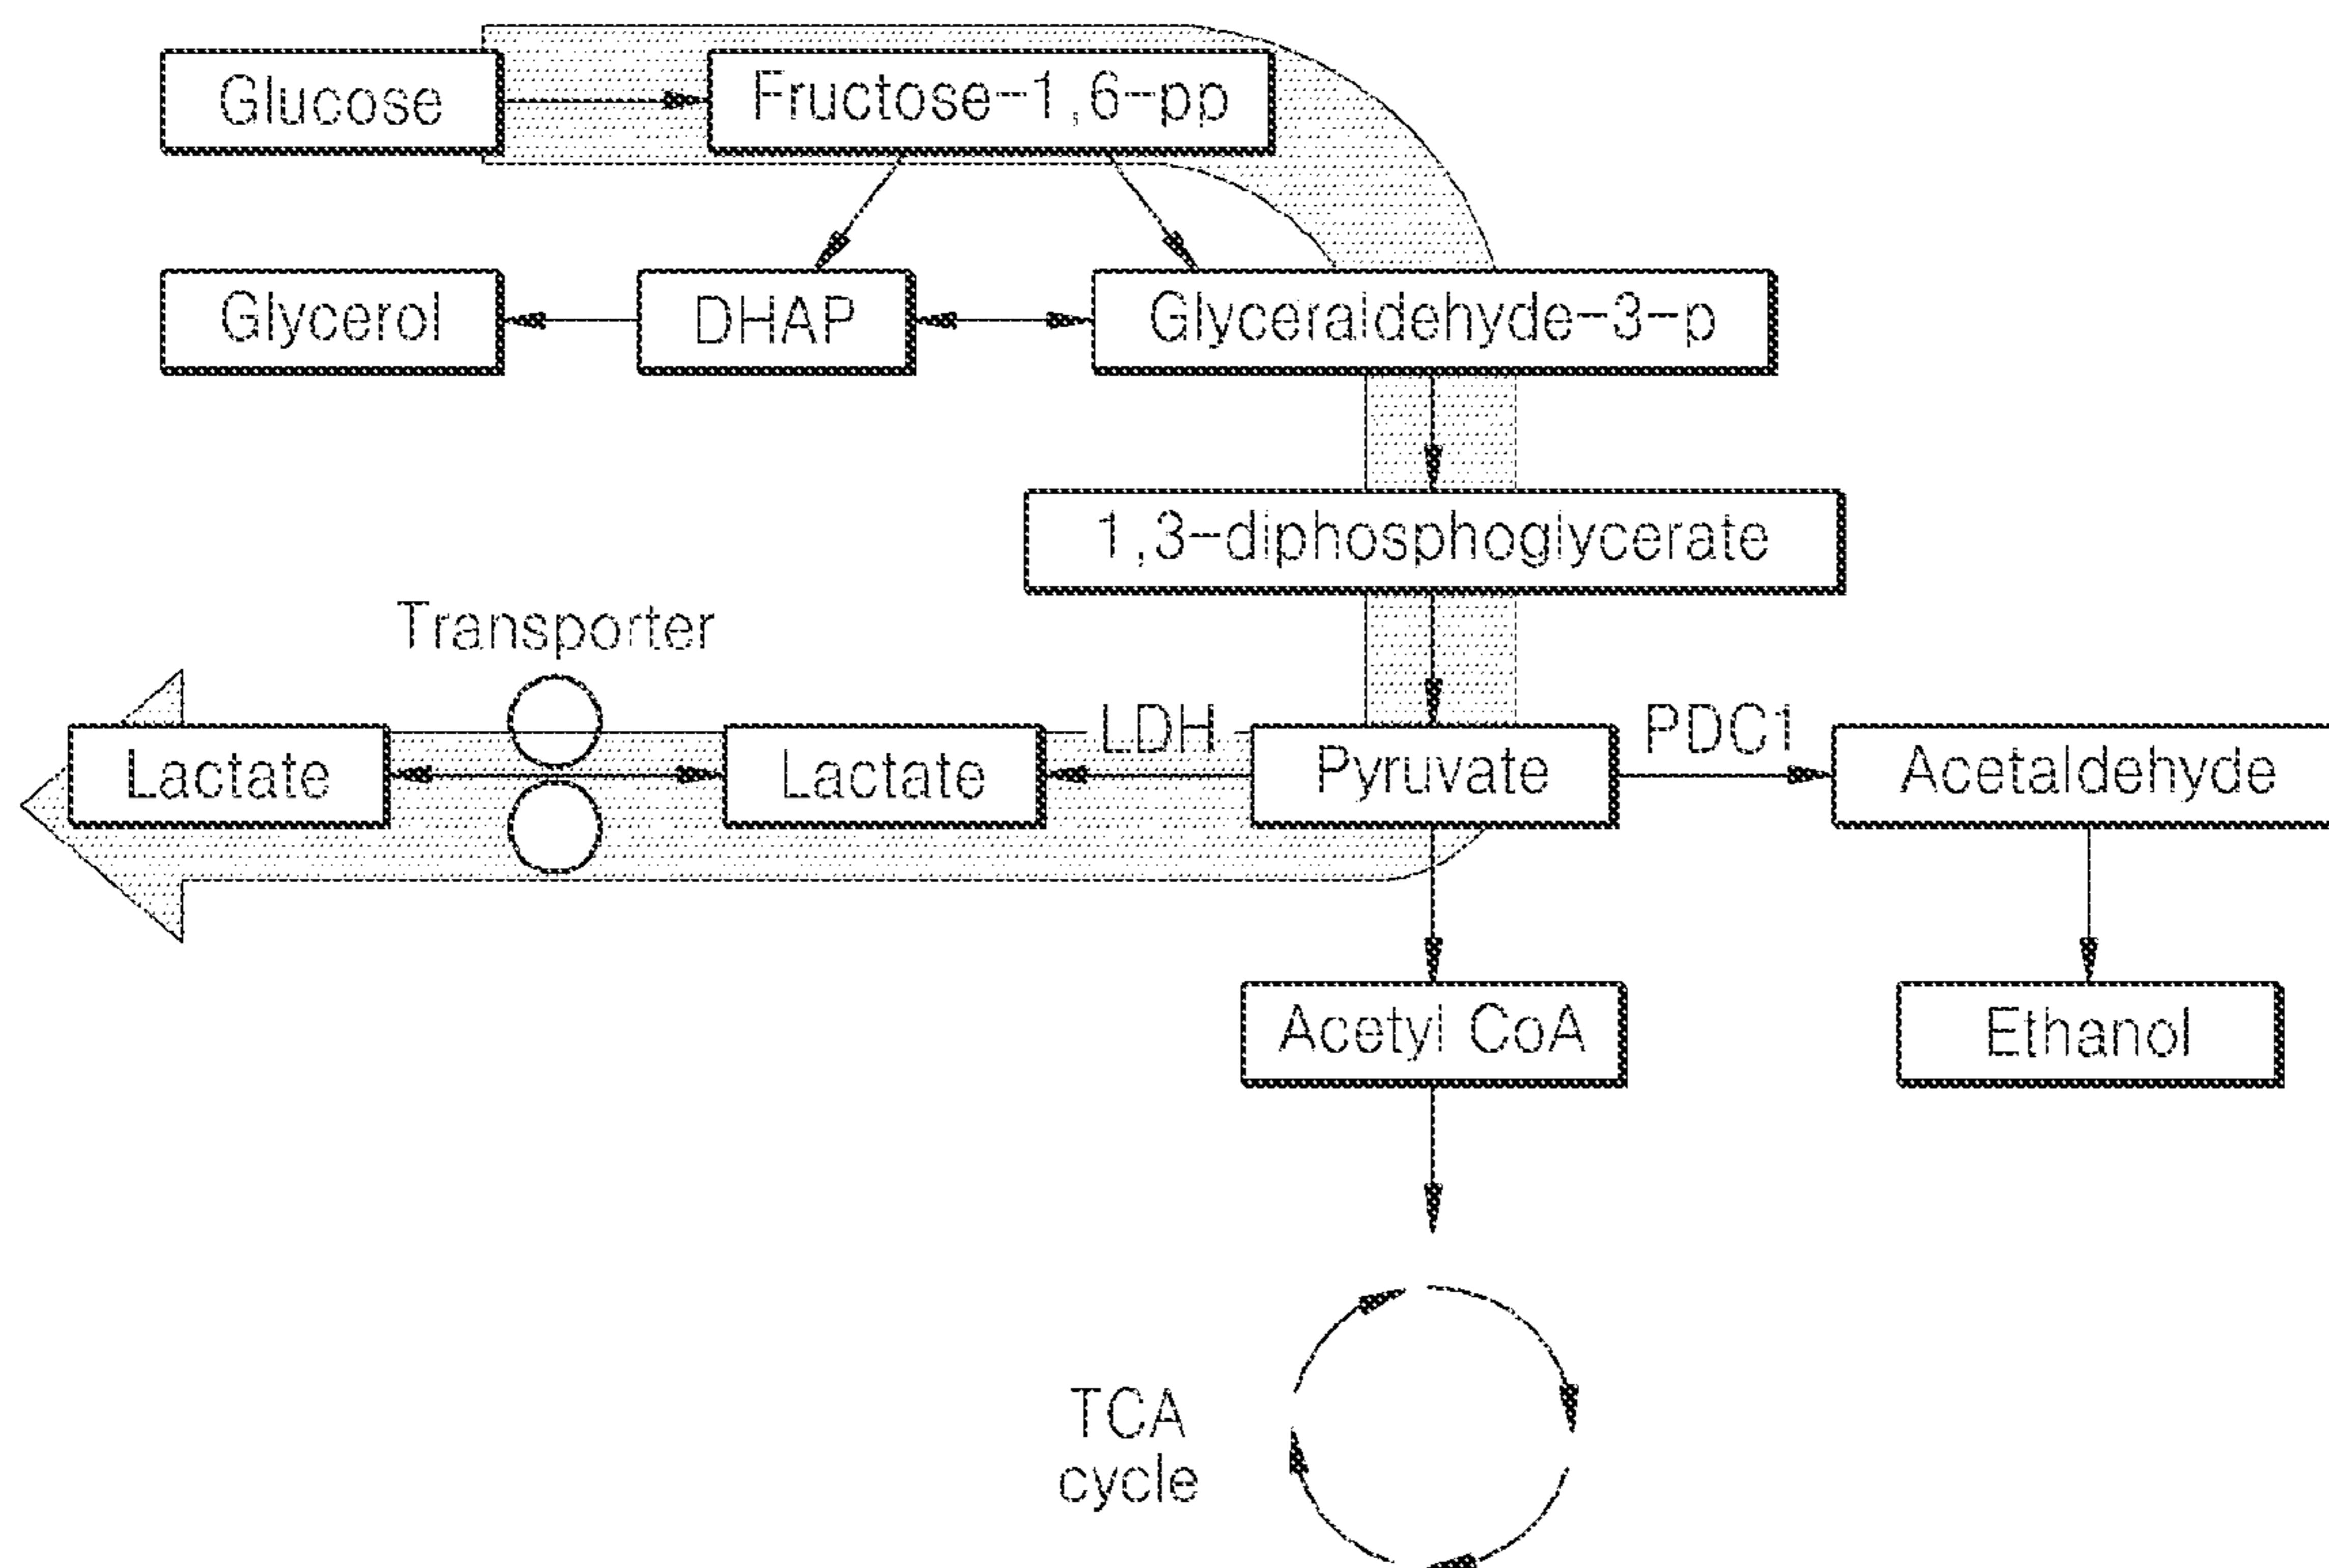 Glucose
Fructose-1,6-pp
Glycerol
DHAP
Glyceraldehyde-3-p
1,3-diphosphoglycerate
Transporter
Lactate
Lactate
LDH
Pyruvate
PDC1
Acetaldehyde
Acetyl CoA
Ethanol
TCA
cycle